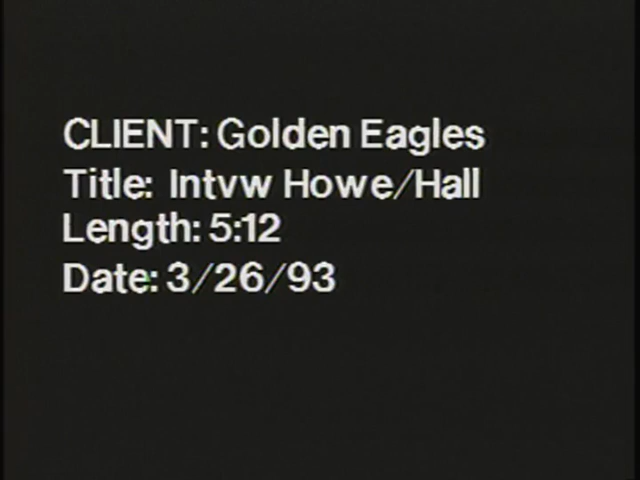 CLIENT: Golden Eagles
Title: Intvw Howe/Hall
Length: 5:12
Date: 3/26/93